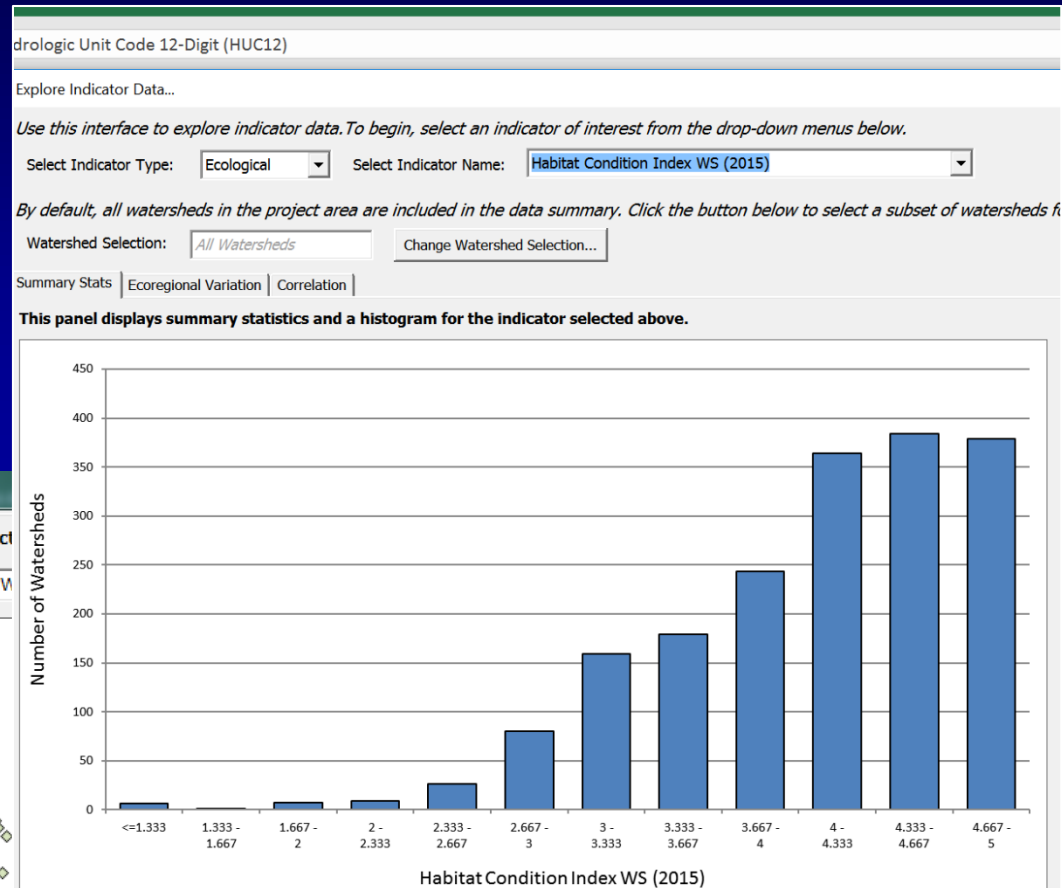 drologic Unit Code 12-Digit (HUC12)
Explore Indicator Data...
Use this interface to explore indicator data.To begin, select an indicator of interest from the drop-down menus below.
Select Indicator Type: Ecological Select Indicator Name: Habitat Condition Index WS (2015)
By default, all watersheds in the project area are included in the data summary. Click the button below to select a subset of watersheds
Watershed Selection: All Watersheds Change Watershed Selection...
Summary Stats Ecoregional Variation Correlation
This panel displays summary statistics and a histogram for the indicator selected above.
Number of Watersheds
450
400
350
300
250
200
150
100
50
0
<=1.333 1.333 - 1.667 - 2 - 2.333 - 2.667 - 3 - 3.333 - 3.667 - 4 - 4.333 - 4.667 -
1.667 2 2.333 2.667 3 3.333 3.667 4 4.333 4.667 5
Habitat Condition Index WS (2015)
ct